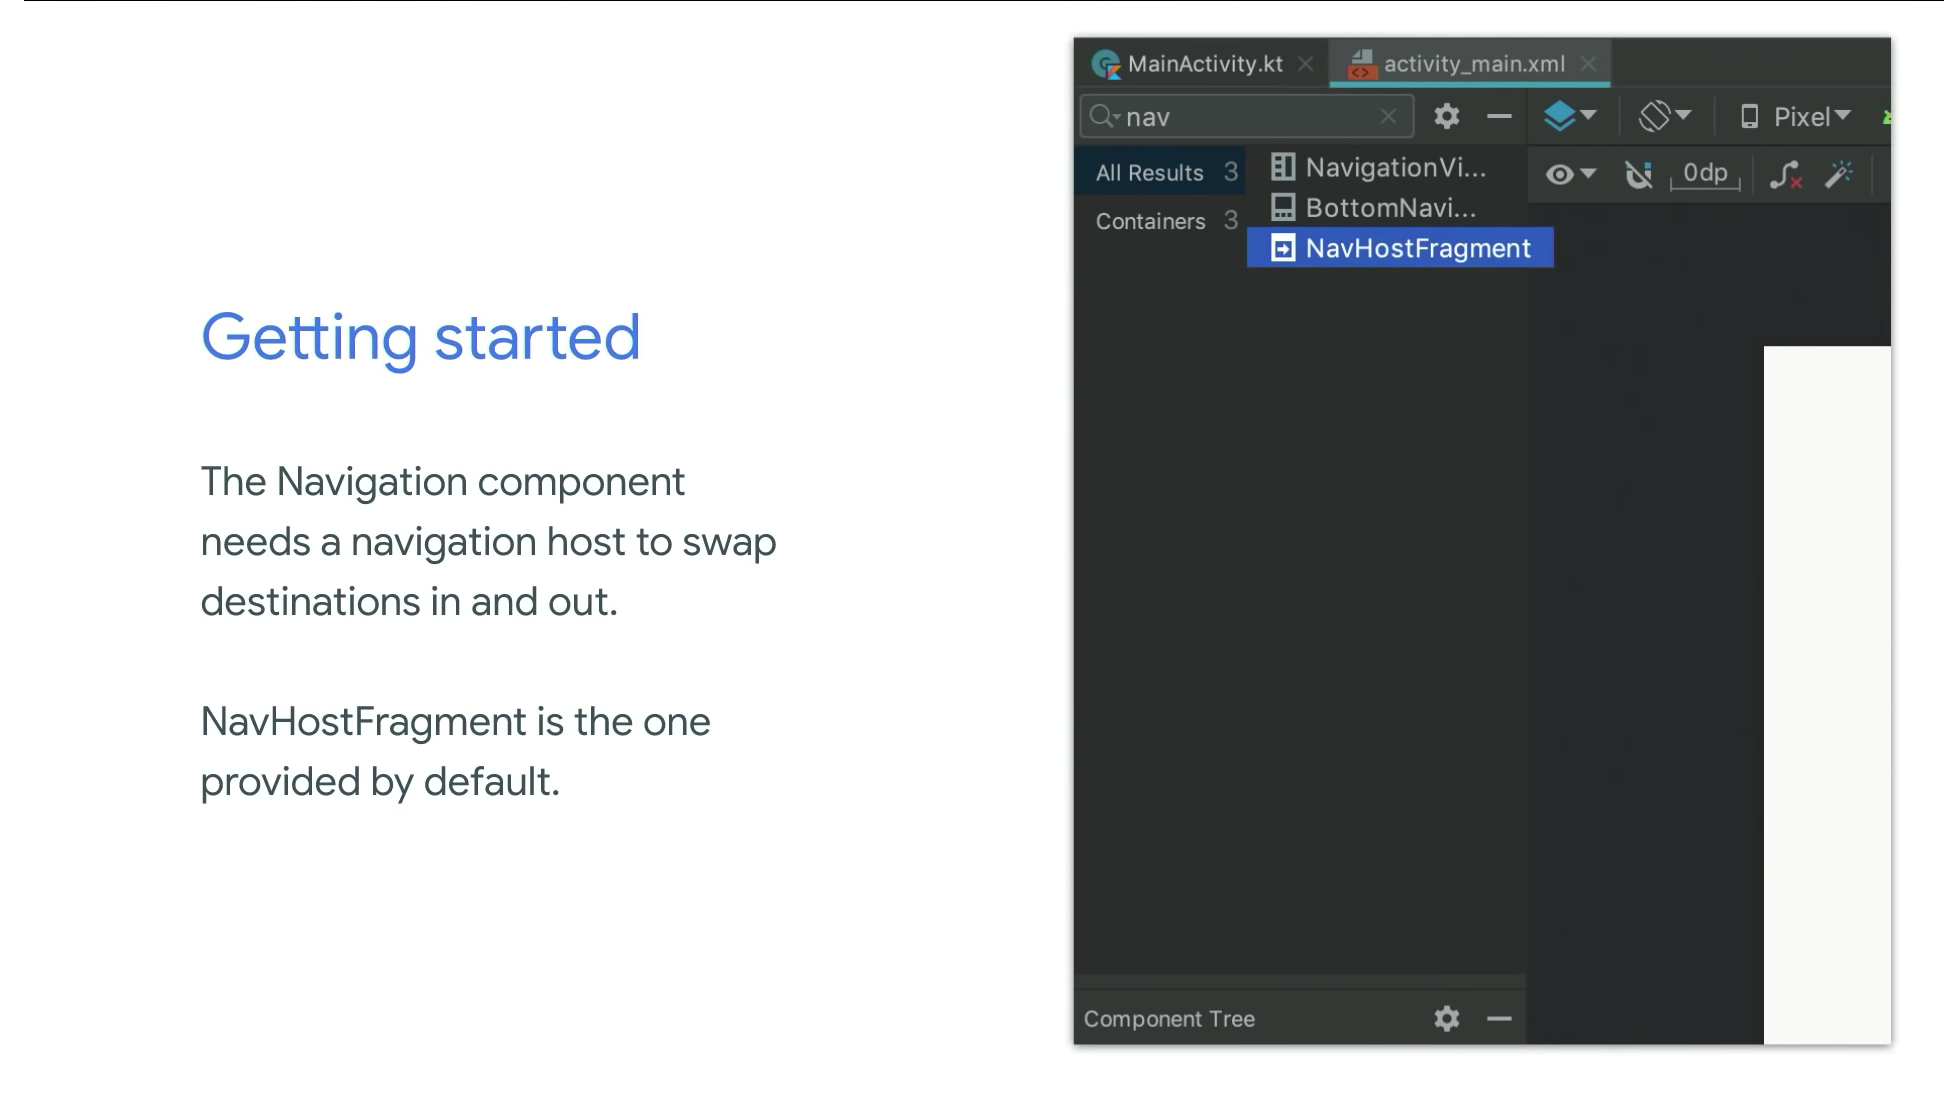 Getting started
The Navigation component
needs a navigation host to swap
destinations in and out.
NavHostFragment is the one
provided by default.
MainActivity.kt
activity_main.xml
nav
Pixel
All Results 3
Containers 3
NavigationVi...
BottomNavi...
NavHostFragment
0dp
Component Tree